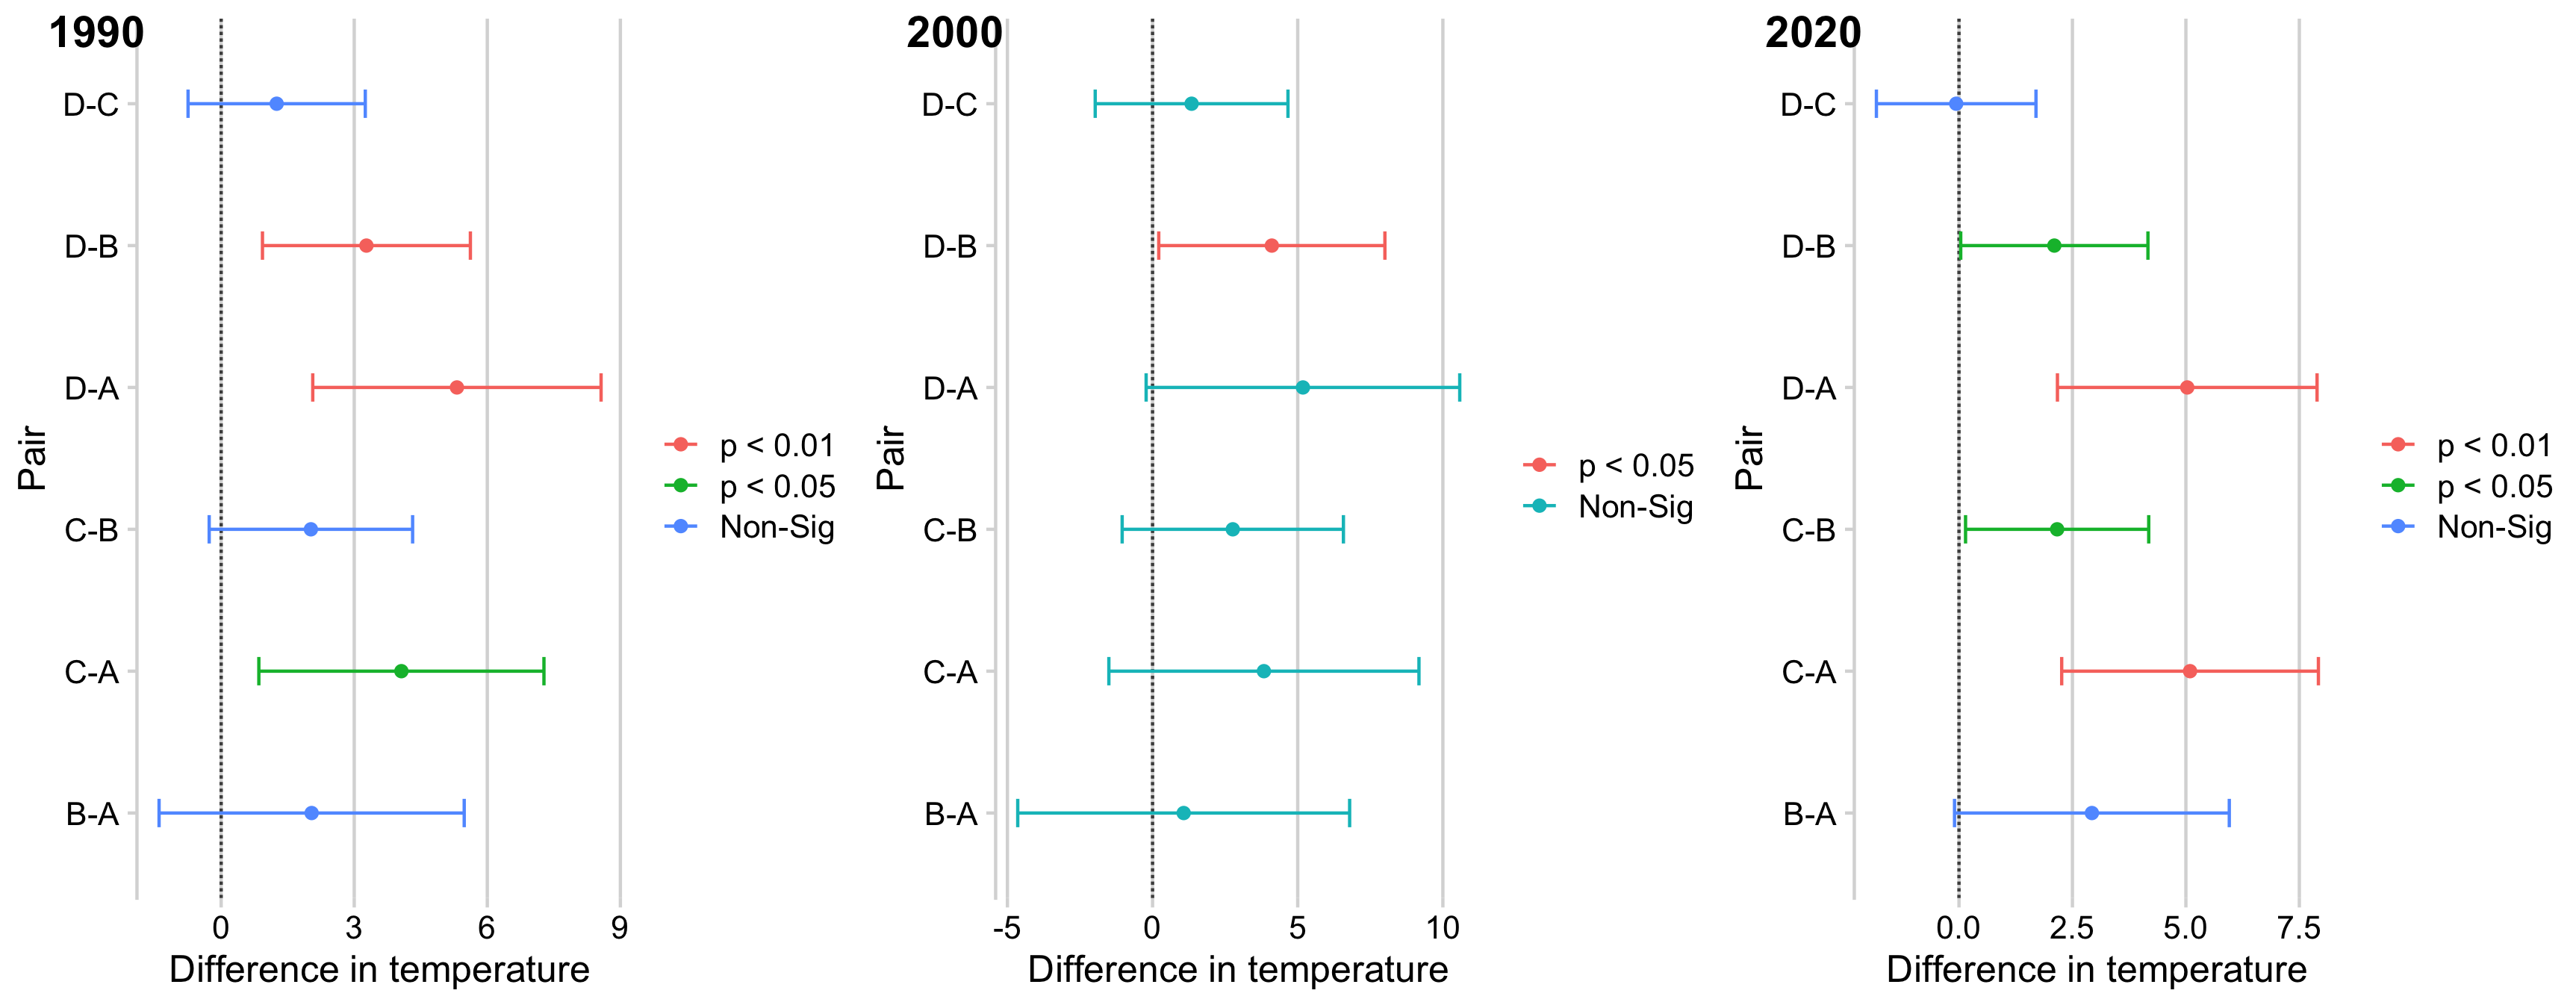 1990
D-C
D-B
D-A
C-B
C-A
B-A
Pair
0 3 6 9
Difference in temperature
p < 0.01
p < 0.05
Non-Sig
2000
D-C
D-B
D-A
C-B
C-A
B-A
Pair
-5 0 5 10
Difference in temperature
p < 0.05
Non-Sig
2020
D-C
D-B
D-A
C-B
C-A
B-A
Pair
0.0 2.5 5.0 7.5
Difference in temperature
p < 0.01
p < 0.05
Non-Sig